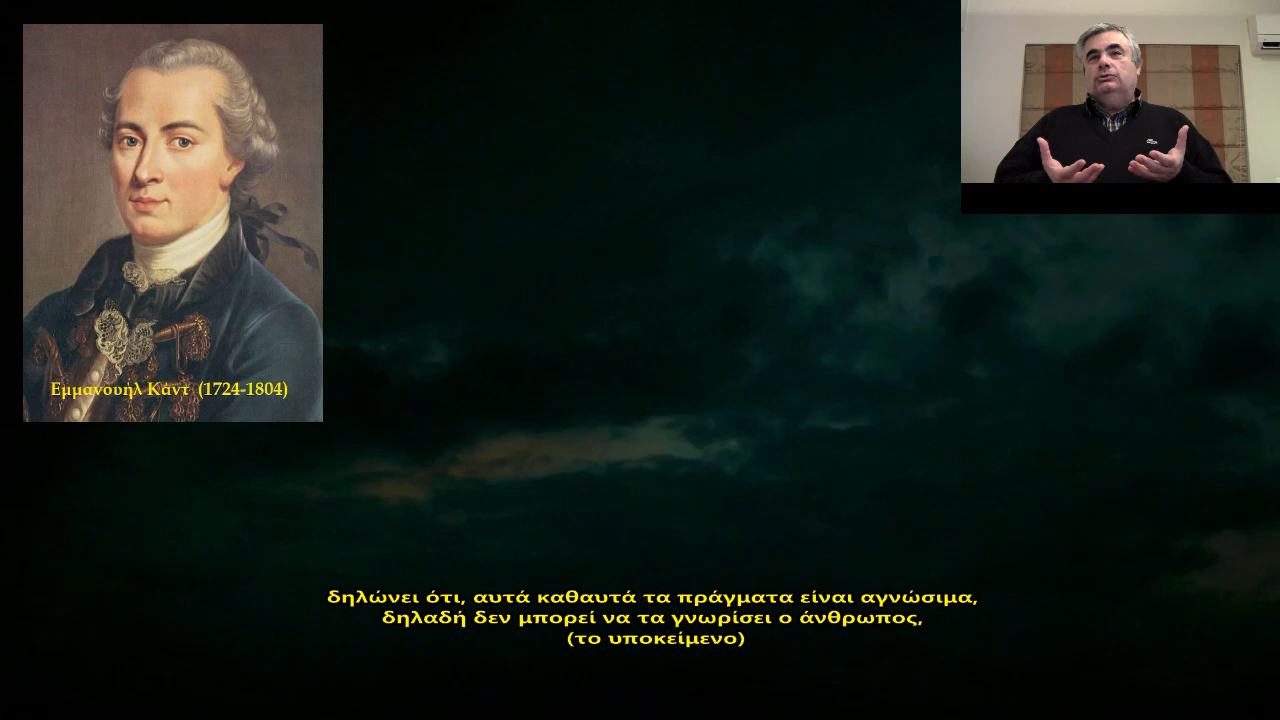 Εμμανουήλ Κάντ (1724-1804)
δηλώνει ότι, αυτά καθαυτά τα πράγματα είναι αγνώσιμα,
δηλαδή δεν μπορεί να τα γνωρίσει ο άνθρωπος,
(το υποκείμενο)